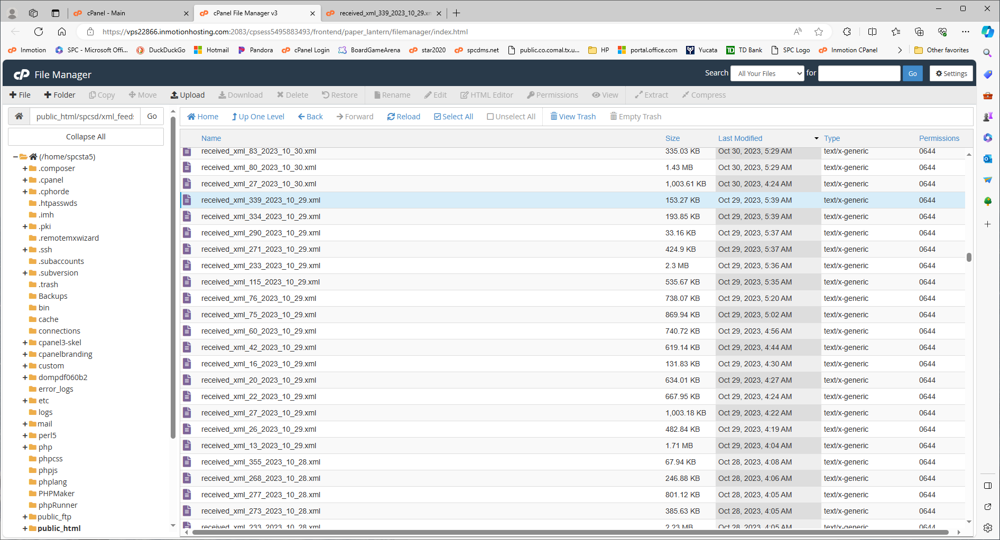 cPanel - Main
cPanel File Manager v3
received_xml_339_2023_10_29.xm
https://vps22866.inmotionhosting.com:2083/cpsess5495883493/frontend/paper_lantern/filemanager/index.html
Inmotion SPC - Microsoft Offi... DuckDuckGo Hotmail Pandora cPanel Login BoardGameArena star2020 spcdms.net public.co.comal.tx.u... HP portal.office.com Yucata TD Bank SPC Logo Inmotion CPanel Other favorites
cP File Manager Search All Your Files for Go Settings
File Folder Copy Move Upload Download Delete Restore Rename Edit HTML Editor Permissions View Extract Compress
public_html/spcsd/xml_feeds Go
Home Up One Level Back Forward Reload Select All Unselect All View Trash Empty Trash
Collapse All
(/home/spcsta5)
.composer
.cpanel
.cphorde
.htpasswds
.imh
.pki
.remotemxwizard
.ssh
.subaccounts
.subversion
.trash
Backups
bin
cache
connections
cpanel3-skel
cpanelbranding
custom
dompdf060b2
error_logs
etc
logs
mail
perl5
php
phpcss
phpjs
phplang
PHPMaker
phpRunner
public_ftp
public_html
Name Size Last Modified Type Permissions
received_xml_83_2023_10_30.xml 335.03 KB Oct 30, 2023, 5:29 AM text/x-generic 0644
received_xml_80_2023_10_30.xml 1.43 MB Oct 30, 2023, 5:29 AM text/x-generic 0644
received_xml_27_2023_10_30.xml 1,003.61 KB Oct 30, 2023, 4:24 AM text/x-generic 0644
received_xml_339_2023_10_29.xml 153.27 KB Oct 29, 2023, 5:39 AM text/x-generic 0644
received_xml_334_2023_10_29.xml 193.85 KB Oct 29, 2023, 5:39 AM text/x-generic 0644
received_xml_290_2023_10_29.xml 33.16 KB Oct 29, 2023, 5:37 AM text/x-generic 0644
received_xml_271_2023_10_29.xml 424.9 KB Oct 29, 2023, 5:37 AM text/x-generic 0644
received_xml_233_2023_10_29.xml 2.3 MB Oct 29, 2023, 5:36 AM text/x-generic 0644
received_xml_115_2023_10_29.xml 535.67 KB Oct 29, 2023, 5:35 AM text/x-generic 0644
received_xml_76_2023_10_29.xml 738.07 KB Oct 29, 2023, 5:20 AM text/x-generic 0644
received_xml_75_2023_10_29.xml 869.94 KB Oct 29, 2023, 5:02 AM text/x-generic 0644
received_xml_60_2023_10_29.xml 740.72 KB Oct 29, 2023, 4:56 AM text/x-generic 0644
received_xml_42_2023_10_29.xml 619.14 KB Oct 29, 2023, 4:44 AM text/x-generic 0644
received_xml_16_2023_10_29.xml 131.83 KB Oct 29, 2023, 4:30 AM text/x-generic 0644
received_xml_20_2023_10_29.xml 634.01 KB Oct 29, 2023, 4:27 AM text/x-generic 0644
received_xml_22_2023_10_29.xml 667.95 KB Oct 29, 2023, 4:24 AM text/x-generic 0644
received_xml_27_2023_10_29.xml 1,003.18 KB Oct 29, 2023, 4:22 AM text/x-generic 0644
received_xml_26_2023_10_29.xml 482.84 KB Oct 29, 2023, 4:19 AM text/x-generic 0644
received_xml_13_2023_10_29.xml 1.71 MB Oct 29, 2023, 4:04 AM text/x-generic 0644
received_xml_355_2023_10_28.xml 67.94 KB Oct 28, 2023, 4:08 AM text/x-generic 0644
received_xml_268_2023_10_28.xml 246.88 KB Oct 28, 2023, 4:06 AM text/x-generic 0644
received_xml_277_2023_10_28.xml 801.12 KB Oct 28, 2023, 4:05 AM text/x-generic 0644
received_xml_273_2023_10_28.xml 385.63 KB Oct 28, 2023, 4:05 AM text/x-generic 0644
received_xml_233_2023_10_28.xml 2.23 MB Oct 28, 2023, 4:05 AM text/x-generic 0644